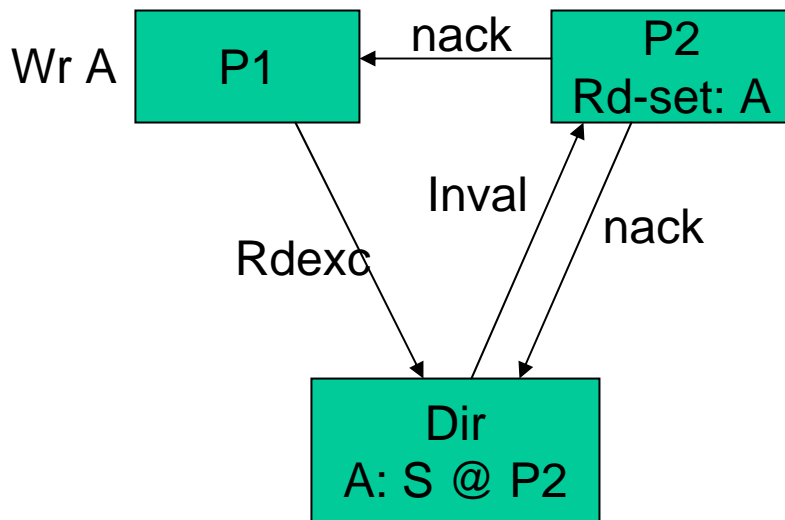 nack
Wr A
P1
P2
Rd-set: A
Inval
nack
Rdexc
Dir
A: S @ P2